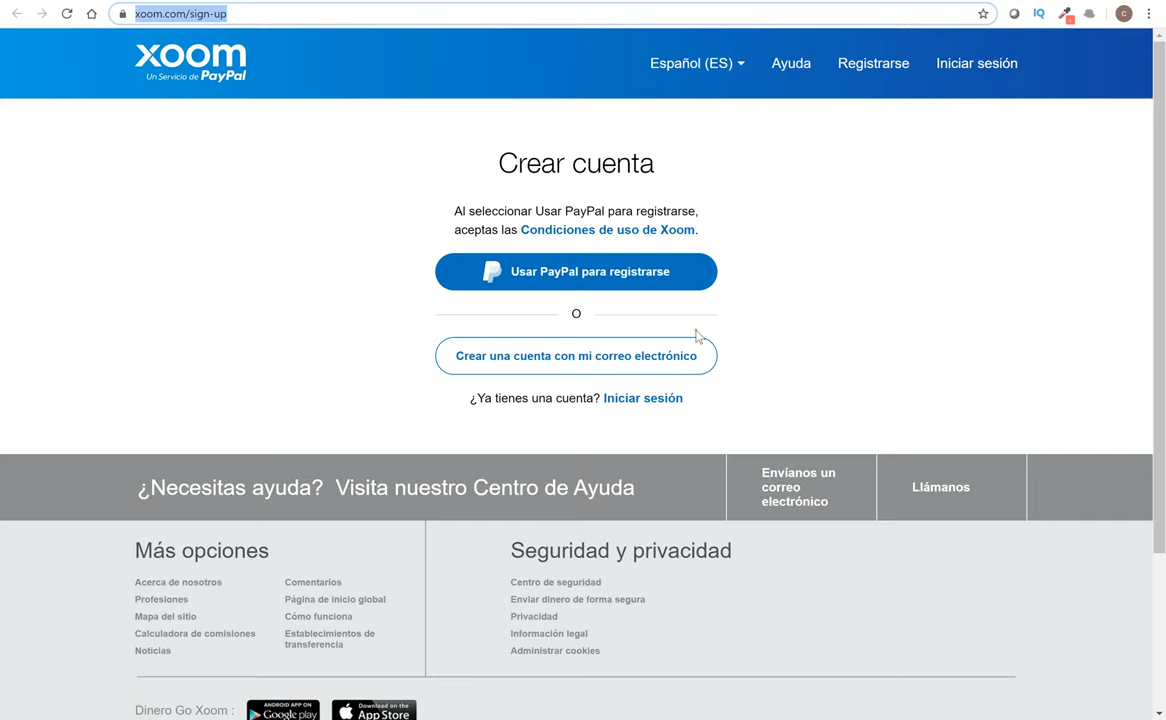 xoom.com/sign-up
IQ
C
xoom
Un Servicio de PayPal
Español (ES)
Ayuda
Registrarse
Iniciar sesión
Crear cuenta
Al seleccionar Usar PayPal para registrarse,
aceptas las Condiciones de uso de Xoom.
Usar PayPal para registrarse
O
Crear una cuenta con mi correo electrónico
¿Ya tienes una cuenta? Iniciar sesión
¿Necesitas ayuda? Visita nuestro Centro de Ayuda
Envíanos un
correo
electrónico
Llámanos
Más opciones
Acerca de nosotros
Profesiones
Mapa del sitio
Calculadora de comisiones
Noticias
Comentarios
Página de inicio global
Cómo funciona
Establecimientos de
transferencia
Seguridad y privacidad
Centro de seguridad
Enviar dinero de forma segura
Privacidad
Información legal
Administrar cookies
Dinero Go Xoom :
ANDROID APP ON
Google play
Download on the
App Store